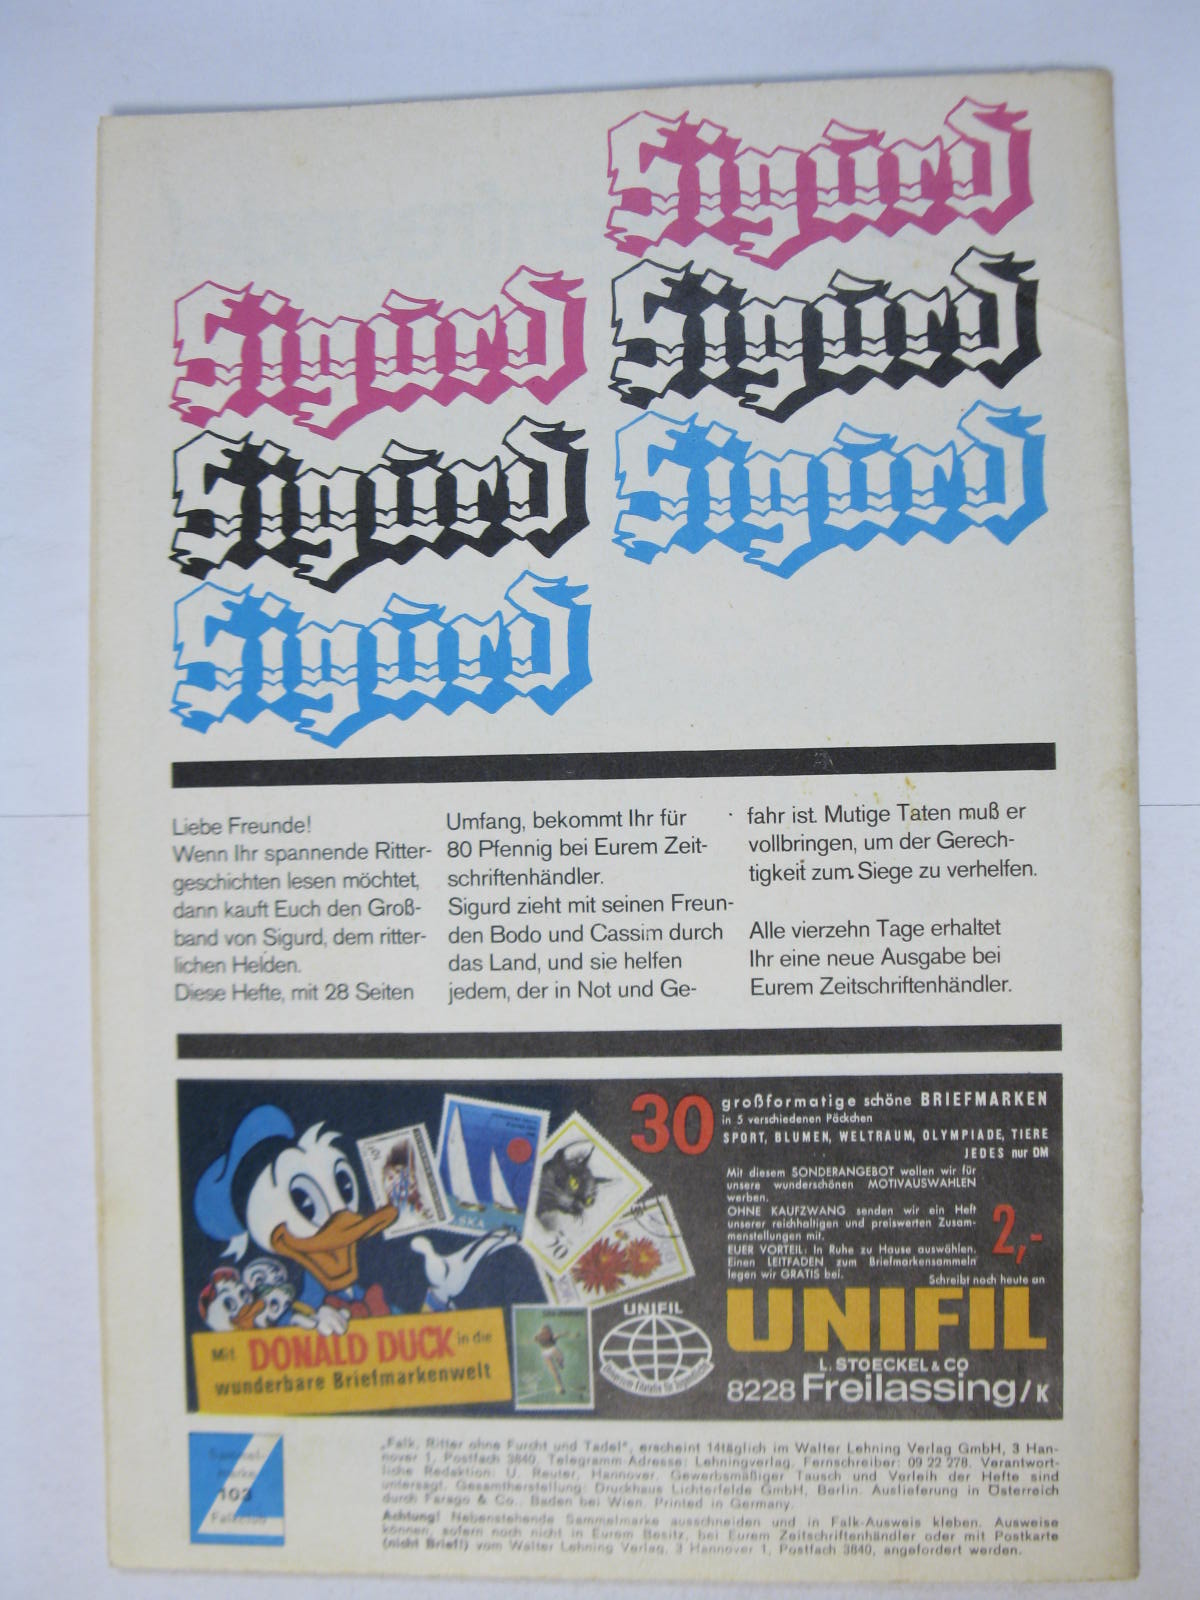 Sigurd
Sigurd
Sigurd
Sigurd
Sigurd
Sigurd
Liebe Freunde!
Wenn Ihr spannende Ritter-
geschichten lesen möchtet,
dann kauft Euch den Groß-
band von Sigurd, dem ritter-
lichen Helden.
Diese Hefte, mit 28 Seiten
Umfang, bekommt Ihr für
80 Pfennig bei Eurem Zeit-
schriftenhändler.
Sigurd zieht mit seinen Freun-
den Bodo und Cassim durch
das Land, und sie helfen
jedem, der in Not und Ge-
fahr ist. Mutige Taten muß er
vollbringen, um der Gerech-
tigkeit zum Siege zu verhelfen.
Alle vierzehn Tage erhaltet
Ihr eine neue Ausgabe bei
Eurem Zeitschriftenhändler.
Mit DONALD DUCK in die
wunderbare Briefmarkenwelt
UNIFIL
30 großformatige schöne BRIEFMARKEN
in 5 verschiedenen Päckchen
SPORT, BLUMEN, WELTRAUM, OLYMPIADE, TIERE
JEDES nur DM
2,-
Mit diesem SONDERANGEBOT wollen wir für
unsere wunderschönen MOTIVAUSWAHLEN
werben.
OHNE KAUFZWANG senden wir ein Heft
unserer reichhaltigen und preiswerten Zusam-
menstellungen mit.
EUER VORTEIL: In Ruhe zu Hause auswählen.
Einen LEITFADEN zum Briefmarkensammeln
legen wir GRATIS bei.
Schreibt noch heute an
UNIFIL
L. STOECKEL & CO
8228 Freilassing/K
Sammel-
marke
103
Falkclub
„Falk, Ritter ohne Furcht und Tadel", erscheint 14täglich im Walter Lehning Verlag GmbH, 3 Han-
nover 1, Postfach 3840. Telegramm-Adresse: Lehningverlag. Fernschreiber: 09 22 278. Verantwort-
liche Redaktion: U. Reuter, Hannover. Gewerbsmäßiger Tausch und Verleih der Hefte sind
untersagt. Gesamtherstellung: Druckhaus Lichterfelde GmbH, Berlin. Auslieferung in Österreich
durch Farago & Co., Baden bei Wien. Printed in Germany.
Achtung! Nebenstehende Sammelmarke ausschneiden und in Falk-Ausweis kleben. Ausweise
können, sofern noch nicht in Eurem Besitz, bei Eurem Zeitschriftenhändler oder mit Postkarte
(nicht Brief!) vom Walter Lehning Verlag, 3 Hannover 1, Postfach 3840, angefordert werden.